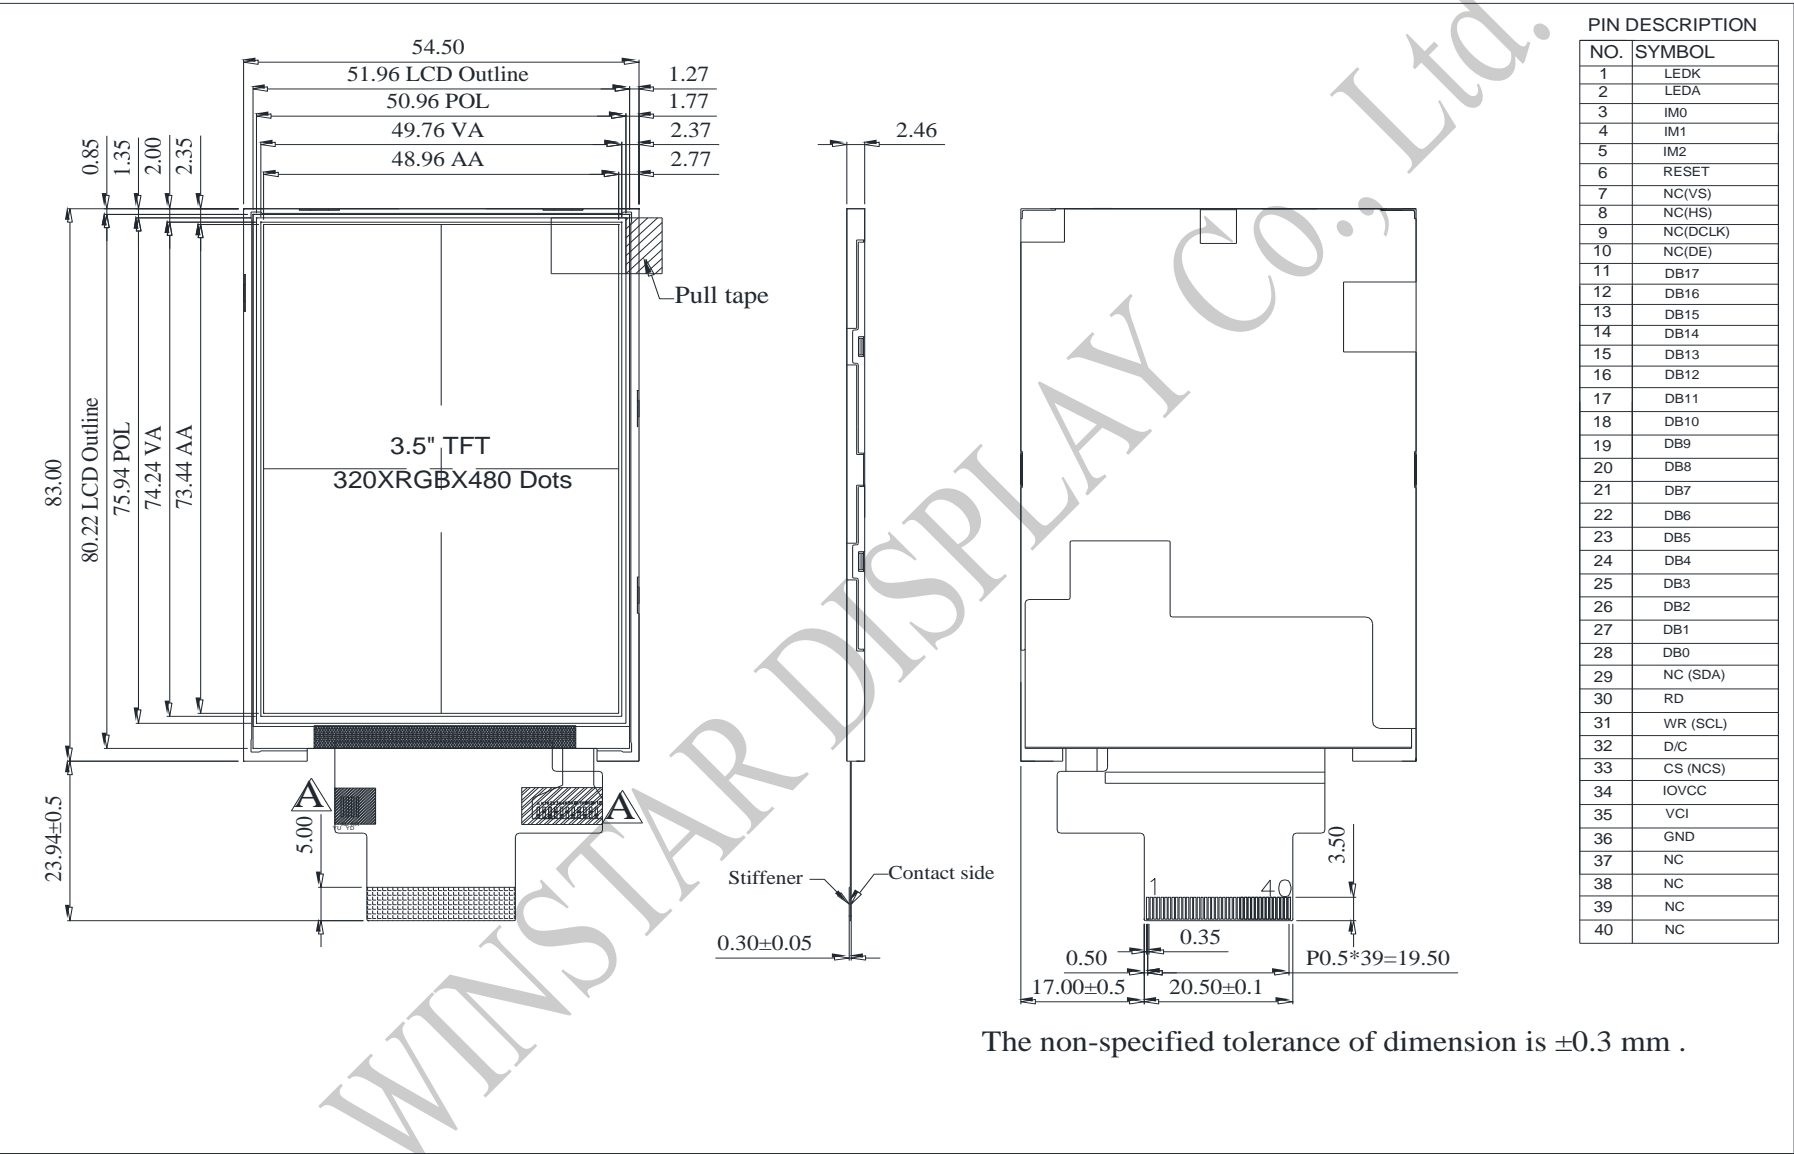 PIN DESCRIPTION
NO. SYMBOL
1 LEDK
2 LEDA
3 IM0
4 IM1
5 IM2
6 RESET
7 NC(VS)
8 NC(HS)
9 NC(DCLK)
10 NC(DE)
11 DB17
12 DB16
13 DB15
14 DB14
15 DB13
16 DB12
17 DB11
18 DB10
19 DB9
20 DB8
21 DB7
22 DB6
23 DB5
24 DB4
25 DB3
26 DB2
27 DB1
28 DB0
29 NC (SDA)
30 RD
31 WR (SCL)
32 D/C
33 CS (NCS)
34 IOVCC
35 VCI
36 GND
37 NC
38 NC
39 NC
40 NC
54.50
51.96 LCD Outline 1.27
50.96 POL 1.77
49.76 VA 2.37
48.96 AA 2.77
0.85
1.35
2.00
2.35
2.46
Pull tape
3.5" TFT
320XRGBX480 Dots
83.00
80.22 LCD Outline
75.94 POL
74.24 VA
73.44 AA
23.94±0.5
5.00
A
A
Stiffener
Contact side
0.30±0.05
3.50
1 40
0.35
0.50
P0.5*39=19.50
17.00±0.5
20.50±0.1
The non-specified tolerance of dimension is ±0.3 mm .
WINSTAR DISPLAY Co., Ltd.